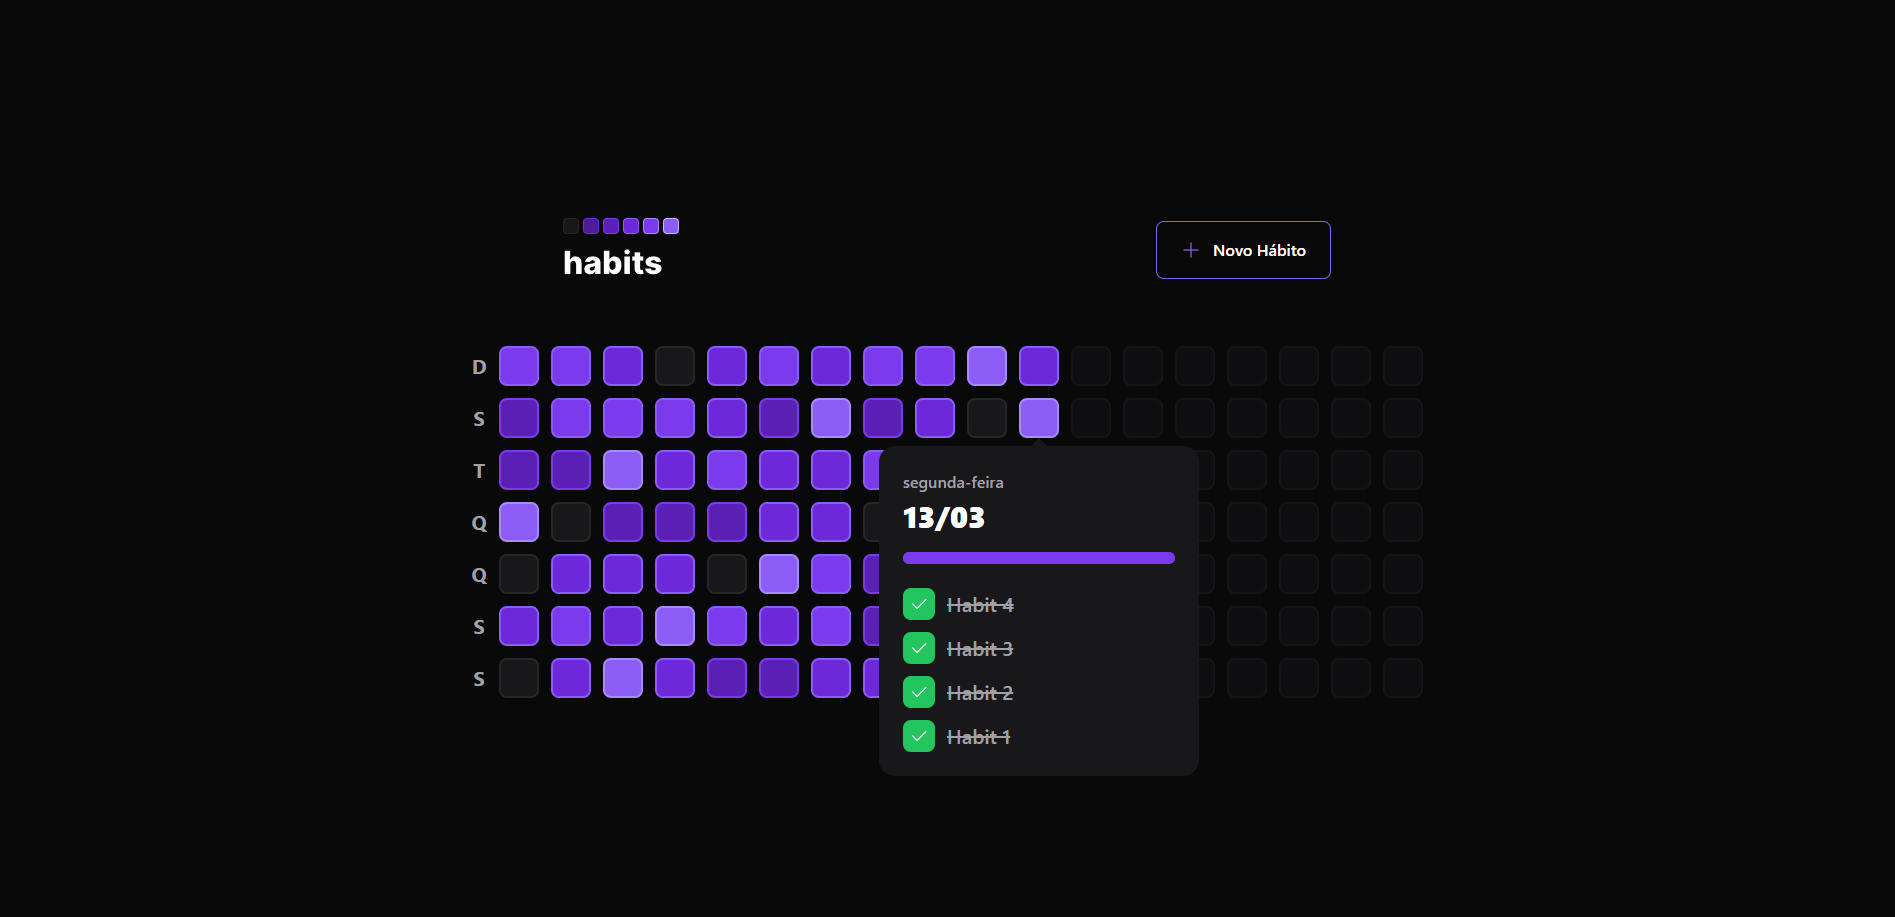 habits
Novo Hábito
D
S
T
Q
Q
S
S
segunda-feira
13/03
Habit 4
Habit 3
Habit 2
Habit 1